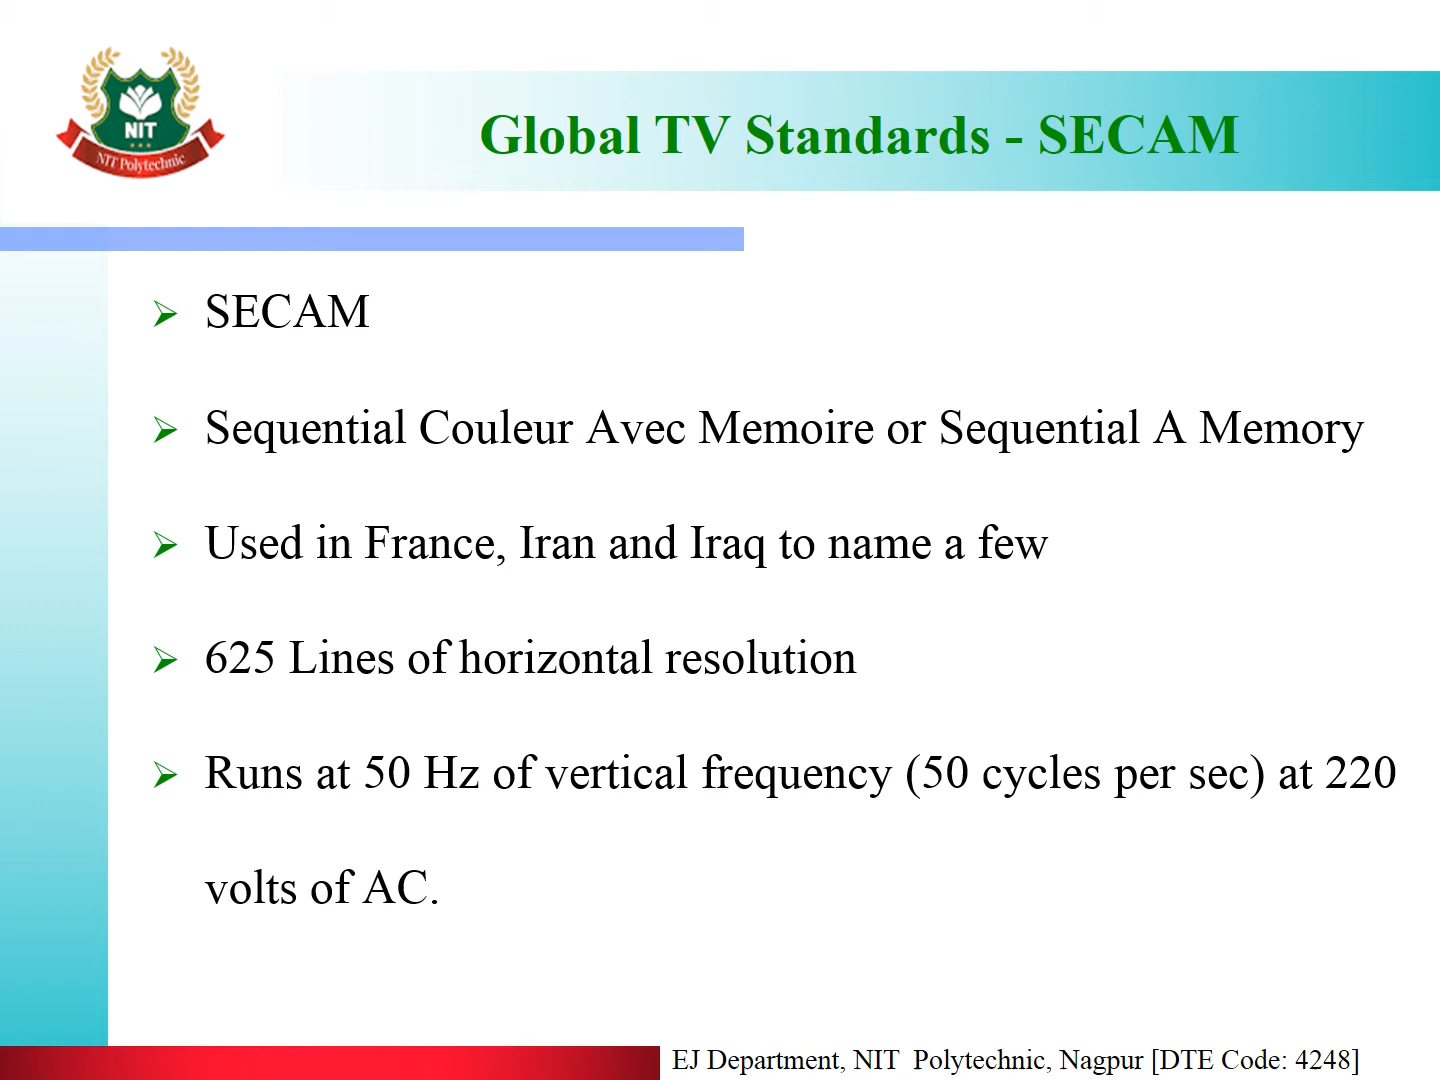 NIT
NIT Polytechnic
Global TV Standards - SECAM
SECAM
Sequential Couleur Avec Memoire or Sequential A Memory
Used in France, Iran and Iraq to name a few
625 Lines of horizontal resolution
Runs at 50 Hz of vertical frequency (50 cycles per sec) at 220
volts of AC.
EJ Department, NIT Polytechnic, Nagpur [DTE Code: 4248]